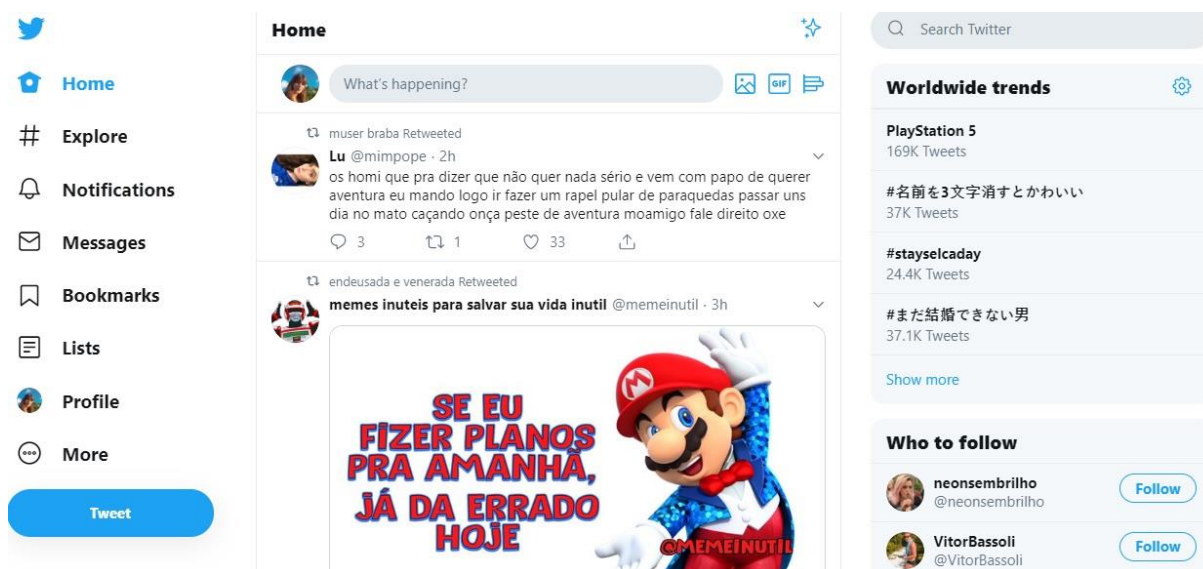 Home
Explore
Notifications
Messages
Bookmarks
Lists
Profile
More
Tweet
Home
What's happening?
GIF
muser braba Retweeted
Lu @mimpope · 2h
os homi que pra dizer que não quer nada sério e vem com papo de querer
aventura eu mando logo ir fazer um rapel pular de paraquedas passar uns
dia no mato caçando onça peste de aventura moamigo fale direito oxe
3 1 33
endeusada e venerada Retweeted
memes inuteis para salvar sua vida inutil @memeinutil · 3h
SE EU
FIZER PLANOS
PRA AMANHÃ,
JÁ DA ERRADO
HOJE
M
@MEMEINUTIL
Search Twitter
Worldwide trends
PlayStation 5
169K Tweets
#名前を3文字消すとかわいい
37K Tweets
#stayselcaday
24.4K Tweets
#まだ結婚できない男
37.1K Tweets
Show more
Who to follow
neonsembrilho
@neonsembrilho
Follow
VitorBassoli
@VitorBassoli
Follow